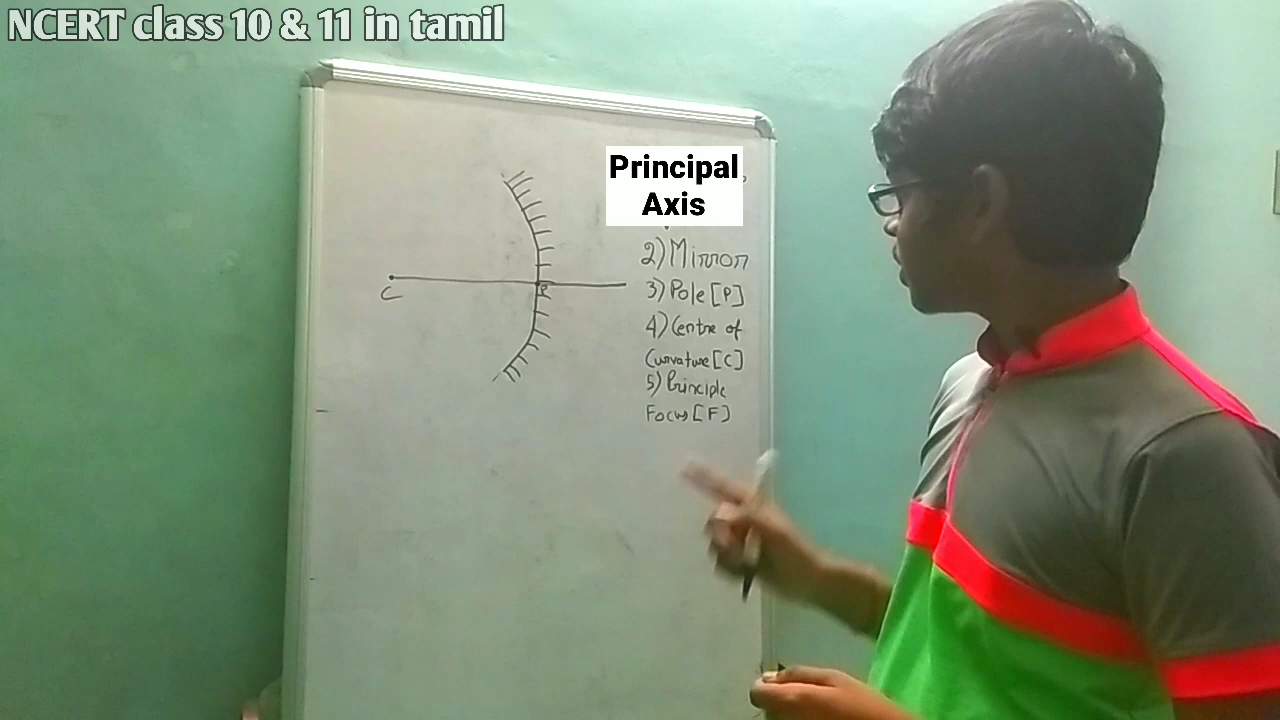 NCERT class 10 & 11 in tamil
Principal
Axis
2) Mirror
3) Pole [P]
4) Centre of
Curvature [C]
5) Principle
Focus [F]
C
P